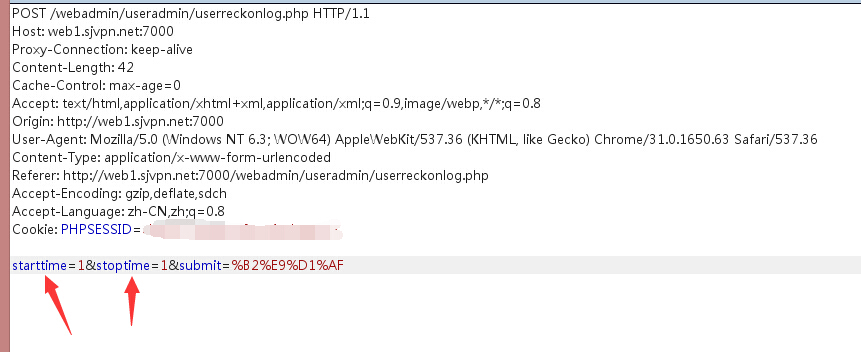 POST /webadmin/useradmin/userreckonlog.php HTTP/1.1
Host: web1.sjvpn.net:7000
Proxy-Connection: keep-alive
Content-Length: 42
Cache-Control: max-age=0
Accept: text/html,application/xhtml+xml,application/xml;q=0.9,image/webp,*/*;q=0.8
Origin: http://web1.sjvpn.net:7000
User-Agent: Mozilla/5.0 (Windows NT 6.3; WOW64) AppleWebKit/537.36 (KHTML, like Gecko) Chrome/31.0.1650.63 Safari/537.36
Content-Type: application/x-www-form-urlencoded
Referer: http://web1.sjvpn.net:7000/webadmin/useradmin/userreckonlog.php
Accept-Encoding: gzip,deflate,sdch
Accept-Language: zh-CN,zh;q=0.8
Cookie: PHPSESSID=
starttime=1&stoptime=1&submit=%B2%E9%D1%AF